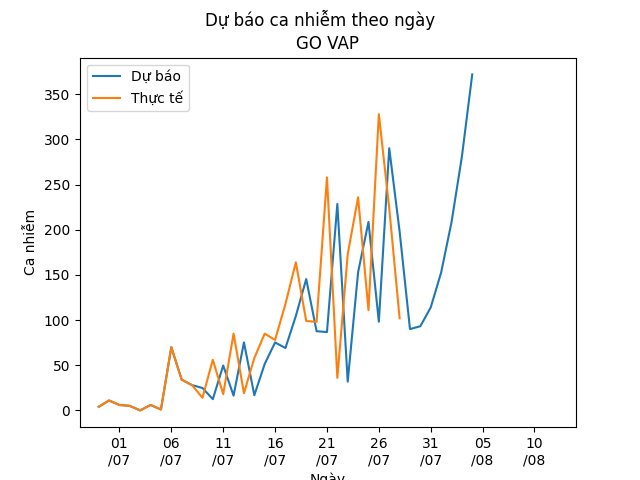 Dự báo ca nhiễm theo ngày
GO VAP
Dự báo
Thực tế
Ca nhiễm
350
300
250
200
150
100
50
0
01 06 11 16 21 26 31 05 10
/07 /07 /07 /07 /07 /07 /07 /08 /08
Ngày